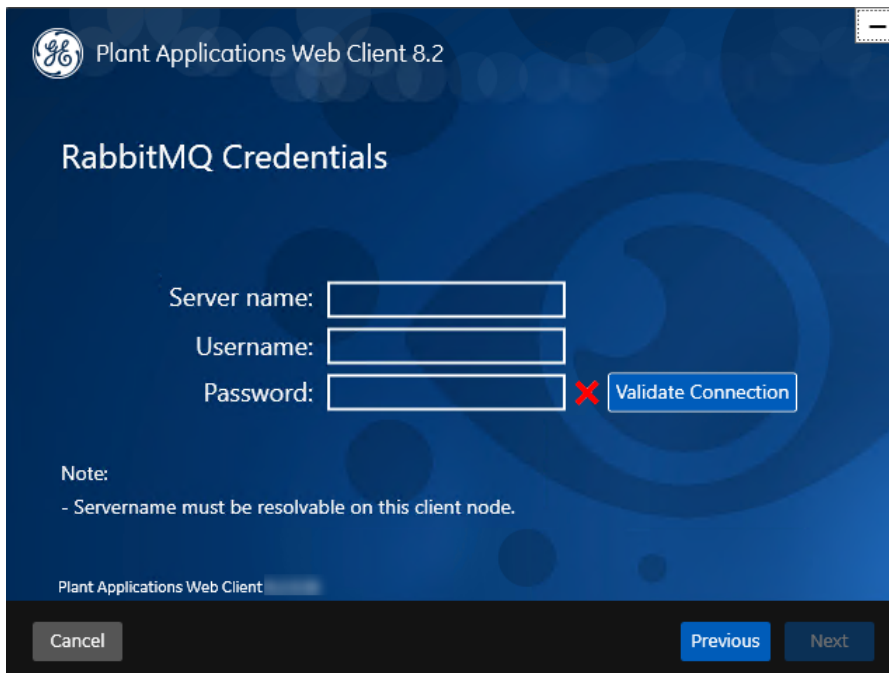 Plant Applications Web Client 8.2
RabbitMQ Credentials
Server name:
Username:
Password:
Validate Connection
Note:
- Servername must be resolvable on this client node.
Plant Applications Web Client
Cancel
Previous
Next